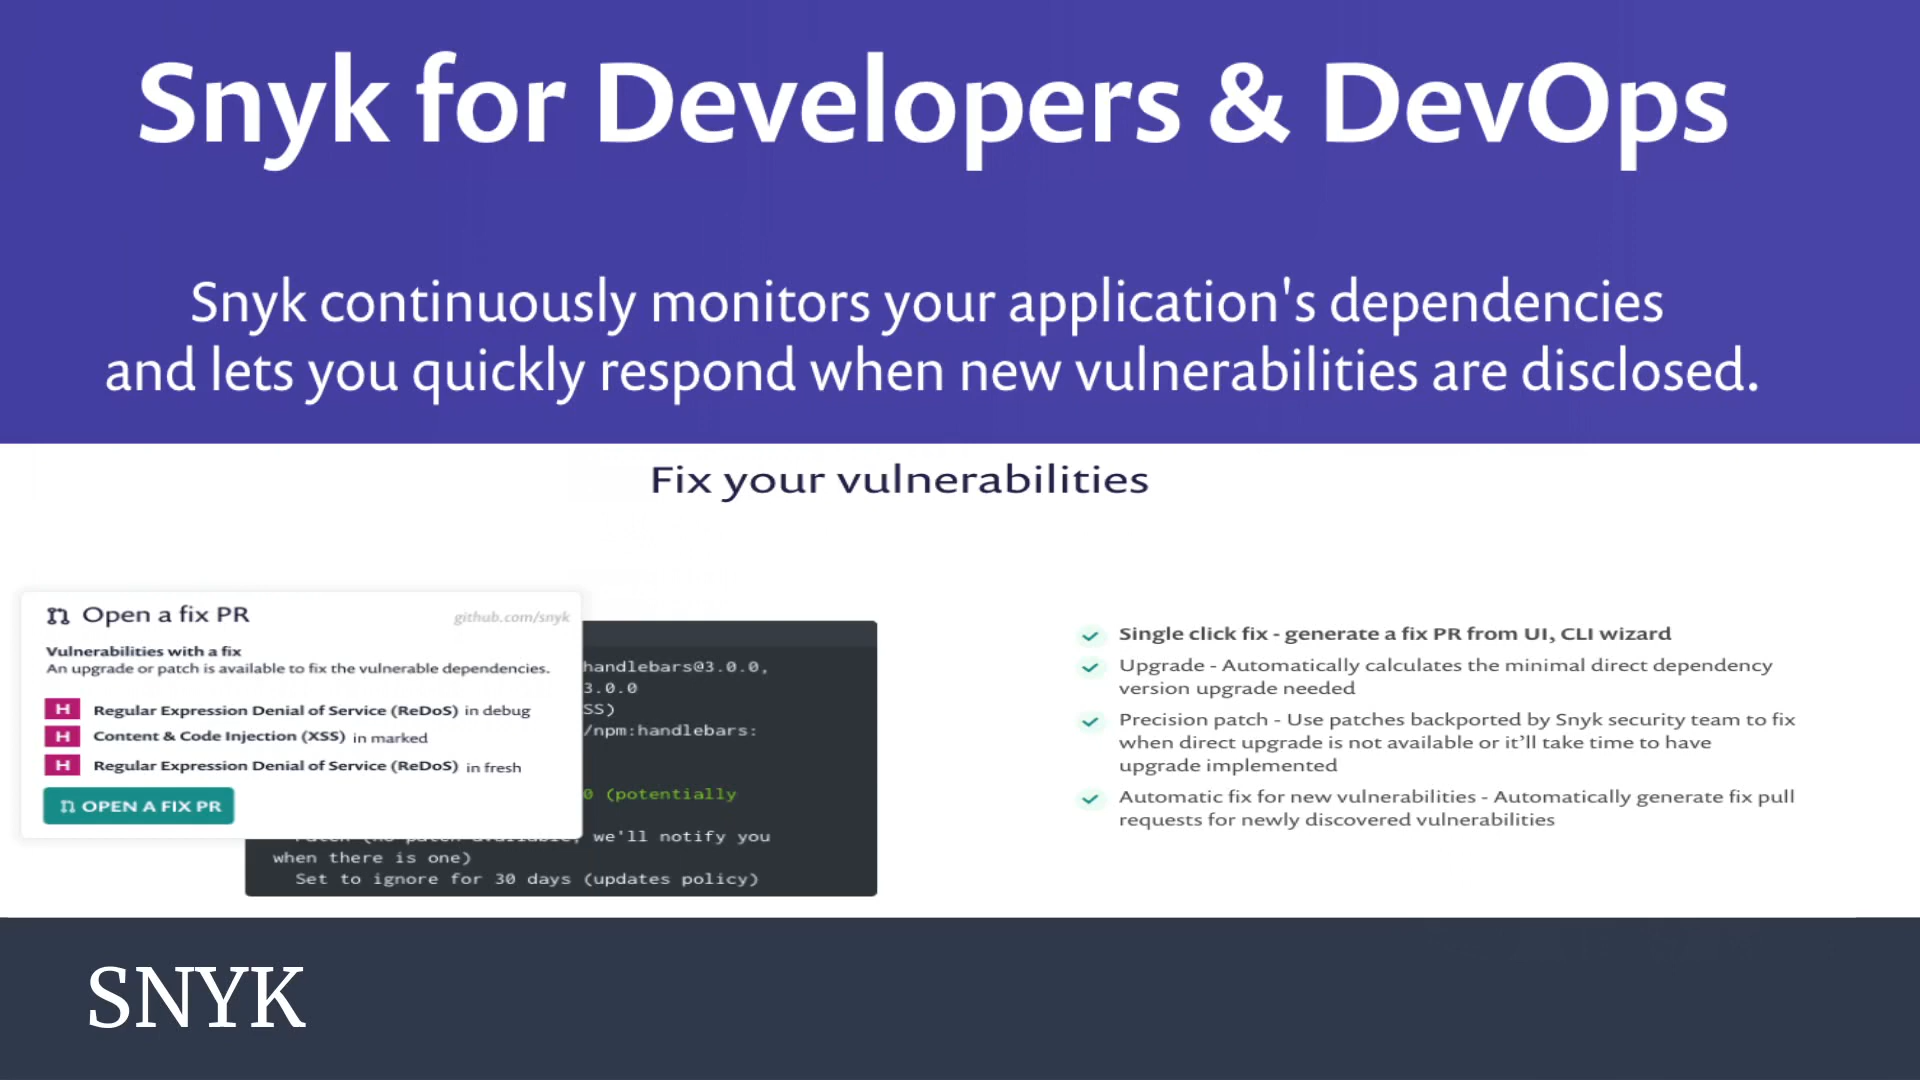 Snyk for Developers & DevOps
Snyk continuously monitors your application's dependencies
and lets you quickly respond when new vulnerabilities are disclosed.
Fix your vulnerabilities
Open a fix PR
github.com/snyk
Vulnerabilities with a fix
An upgrade or patch is available to fix the vulnerable dependencies.
H Regular Expression Denial of Service (ReDoS) in debug
H Content & Code Injection (XSS) in marked
H Regular Expression Denial of Service (ReDoS) in fresh
OPEN A FIX PR
handlebars@3.0.0,
3.0.0
SS)
/npm:handlebars:
0 (potentially
we'll notify you
when there is one)
Set to ignore for 30 days (updates policy)
Single click fix - generate a fix PR from UI, CLI wizard
Upgrade - Automatically calculates the minimal direct dependency
version upgrade needed
Precision patch - Use patches backported by Snyk security team to fix
when direct upgrade is not available or it’ll take time to have
upgrade implemented
Automatic fix for new vulnerabilities - Automatically generate fix pull
requests for newly discovered vulnerabilities
SNYK